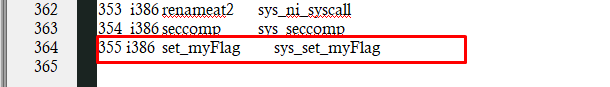 362 353 i386 renameat2 sys_ni_syscall
363 354 i386 seccomp sys_seccomp
364 355 i386 set_myFlag sys_set_myFlag
365